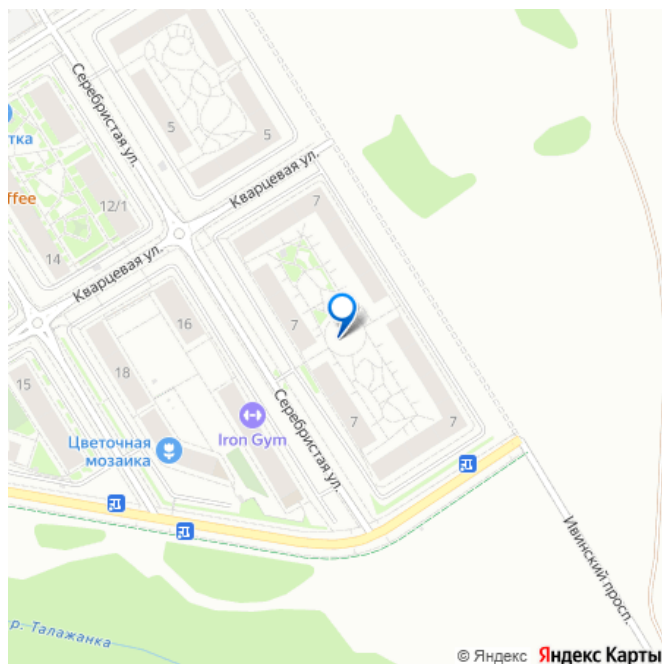 Серебристая ул.
5
5
тка
Кварцевая ул.
ffee
12/1
7
14
Кварцевая ул.
16
7
18
15
Iron Gym
Серебристая ул.
7
7
Цветочная
мозаика
Ивинский просп.
р. Талажанка
© Яндекс Яндекс Карты